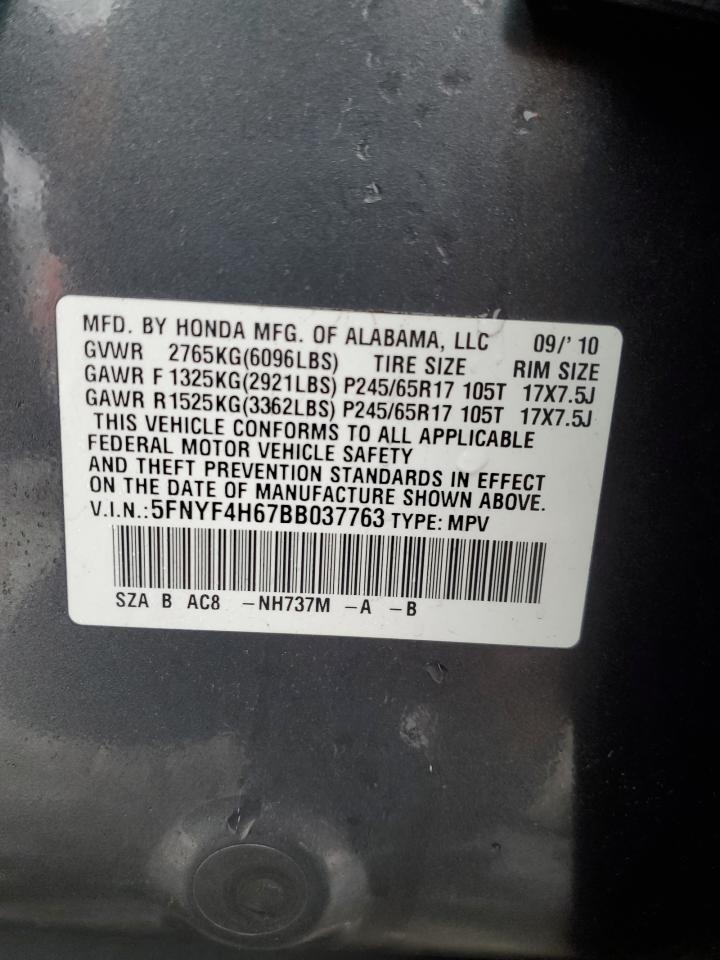 MFD. BY HONDA MFG. OF ALABAMA, LLC 09/' 10
GVWR 2765KG(6096LBS) TIRE SIZE RIM SIZE
GAWR F 1325KG(2921LBS) P245/65R17 105T 17X7.5J
GAWR R1525KG(3362LBS) P245/65R17 105T 17X7.5J
THIS VEHICLE CONFORMS TO ALL APPLICABLE
FEDERAL MOTOR VEHICLE SAFETY
AND THEFT PREVENTION STANDARDS IN EFFECT
ON THE DATE OF MANUFACTURE SHOWN ABOVE.
V.I.N.:5FNYF4H67BB037763 TYPE: MPV
SZA B AC8 -NH737M -A -B